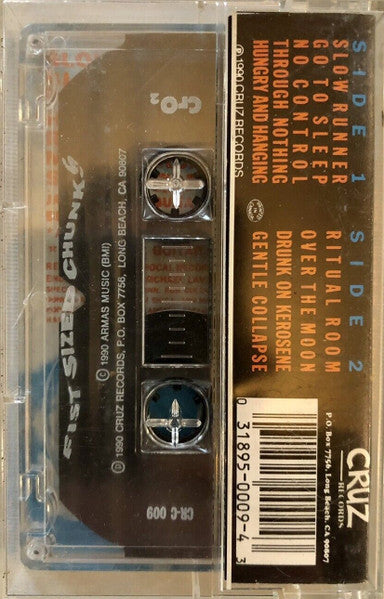 SIDE 1
SLOW RUNNER
GO TO SLEEP
NO CONTROL
THROUGH NOTHING
HUNGRY AND HANGING
℗ 1990 CRUZ RECORDS
SIDE 2
RITUAL ROOM
OVER THE MOON
DRUNK ON KEROSENE
GENTLE COLLAPSE
CRUZ
RECORDS
P.O. Box 7756, Long Beach, CA 90807
0 31895-0009-4 3
FIST SIZE CHUNKS
© 1990 ARMAS MUSIC (BMI)
℗ 1990 CRUZ RECORDS, P.O. BOX 7756, LONG BEACH, CA 90807
CR-C 009